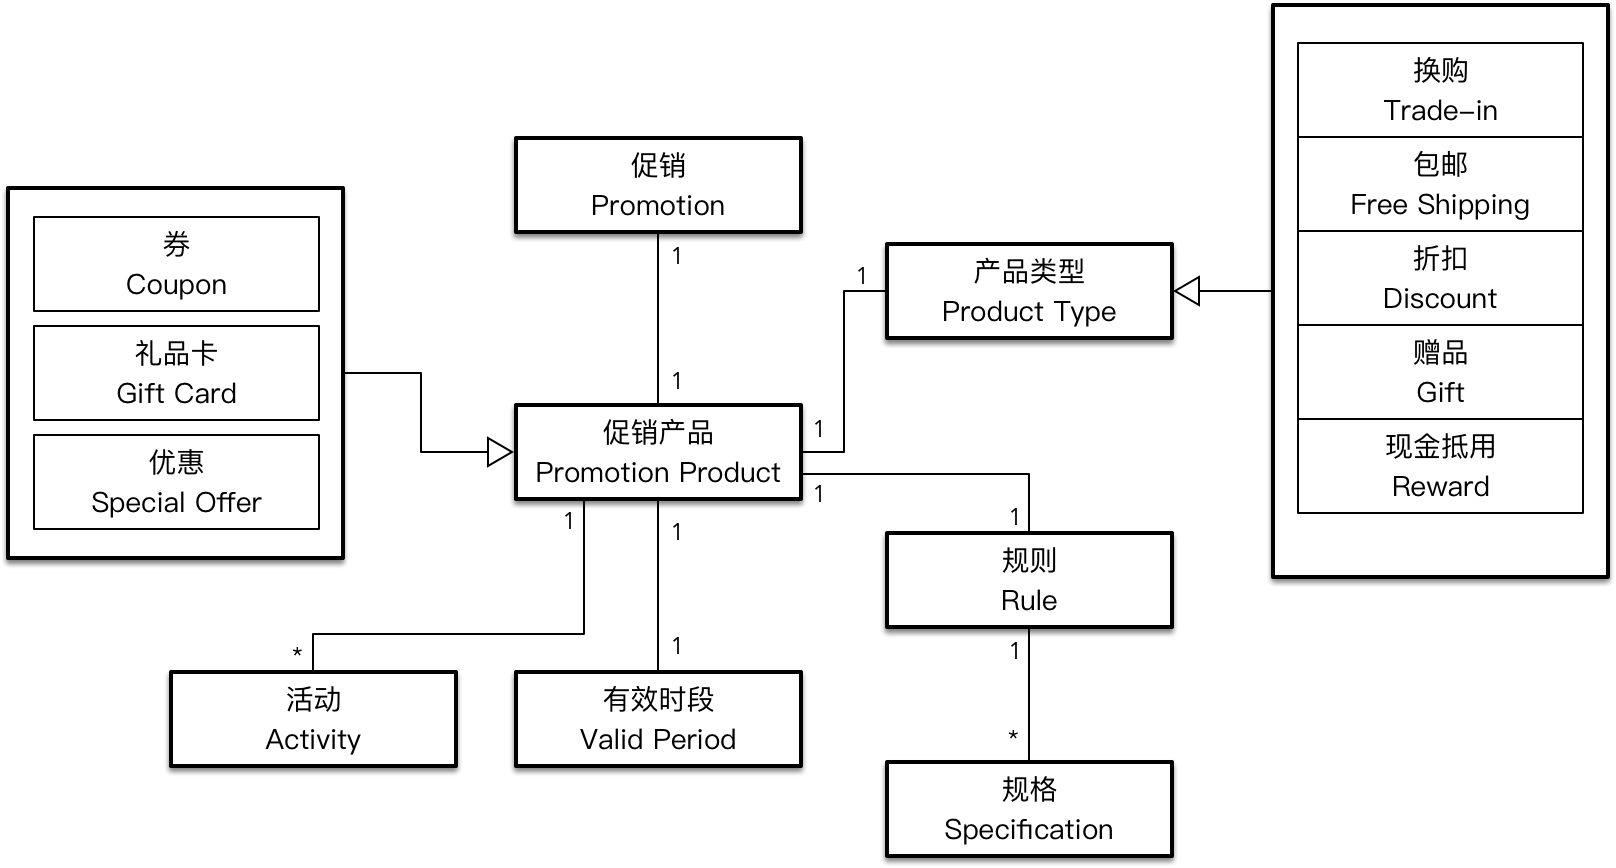 换购
Trade-in
包邮
Free Shipping
折扣
Discount
赠品
Gift
现金抵用
Reward
促销
Promotion
1
1
券
Coupon
礼品卡
Gift Card
优惠
Special Offer
产品类型
Product Type
1
1
促销产品
Promotion Product
1
1
1
1
1
*
规则
Rule
1
*
活动
Activity
有效时段
Valid Period
规格
Specification